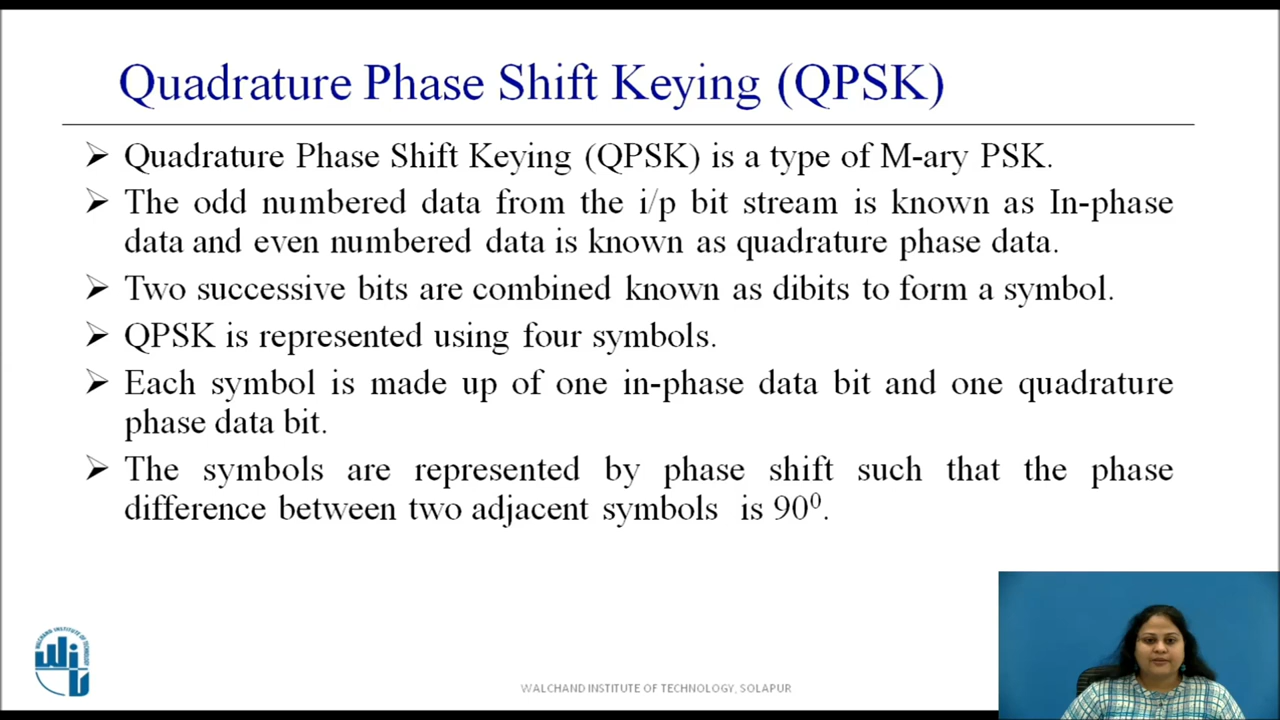 Quadrature Phase Shift Keying (QPSK)
➢ Quadrature Phase Shift Keying (QPSK) is a type of M-ary PSK.
➢ The odd numbered data from the i/p bit stream is known as In-phase
data and even numbered data is known as quadrature phase data.
➢ Two successive bits are combined known as dibits to form a symbol.
➢ QPSK is represented using four symbols.
➢ Each symbol is made up of one in-phase data bit and one quadrature
phase data bit.
➢ The symbols are represented by phase shift such that the phase
difference between two adjacent symbols is 90⁰.
WALCHAND INSTITUTE OF TECHNOLOGY
WIT
WALCHAND INSTITUTE OF TECHNOLOGY, SOLAPUR